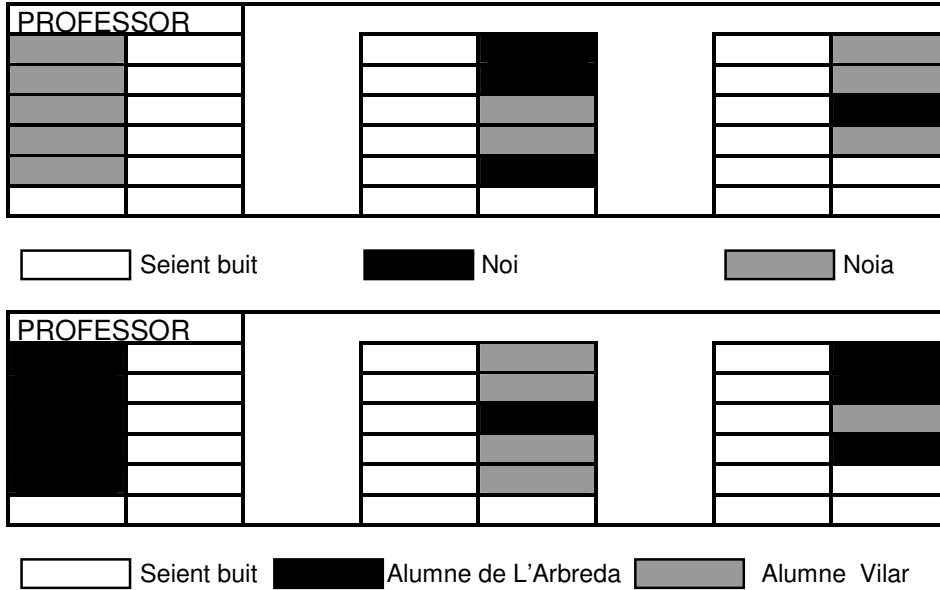 PROFESSOR
Seient buit Noi Noia
PROFESSOR
Seient buit Alumne de L'Arbreda Alumne Vilar